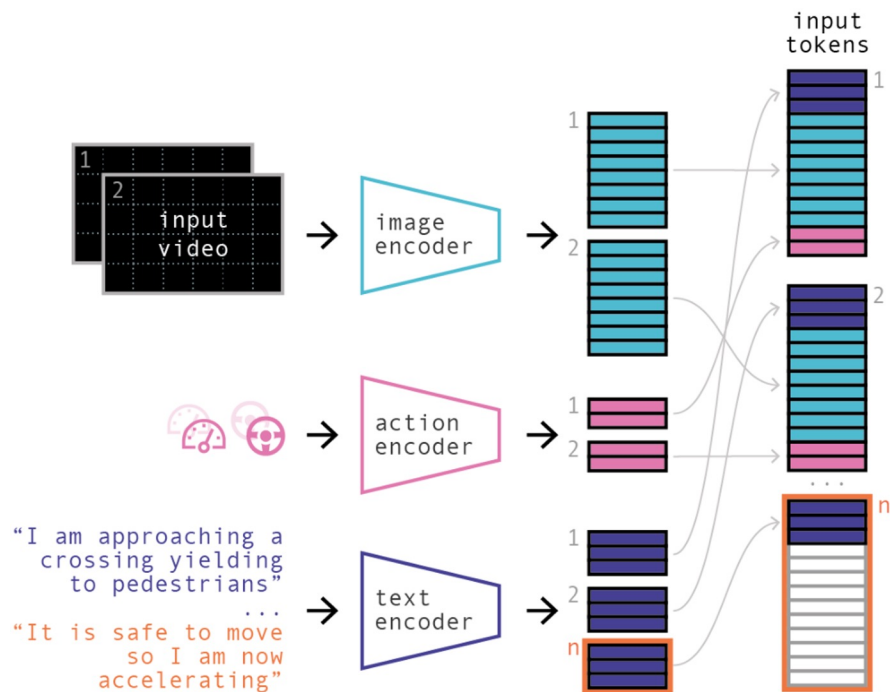 input
tokens
1
1
1
2
input
video
image
encoder
2
2
action
encoder
1
2
...
n
“I am approaching a
crossing yielding
to pedestrians”
...
“It is safe to move
so I am now
accelerating”
text
encoder
1
2
n